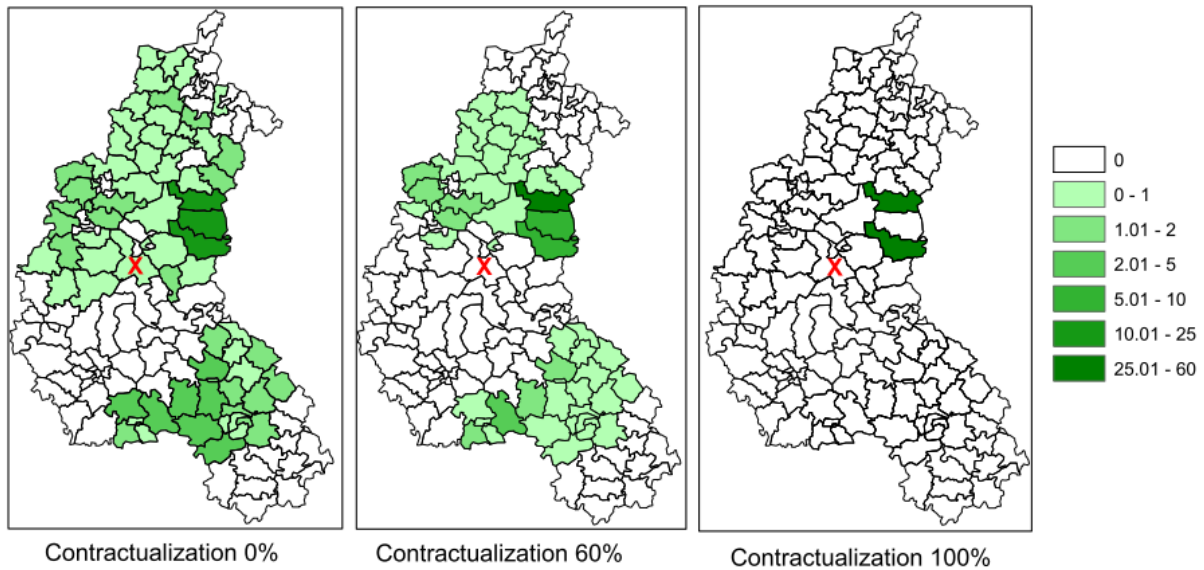 X
X
X
0
0 - 1
1.01 - 2
2.01 - 5
5.01 - 10
10.01 - 25
25.01 - 60
Contractualization 0%
Contractualization 60%
Contractualization 100%